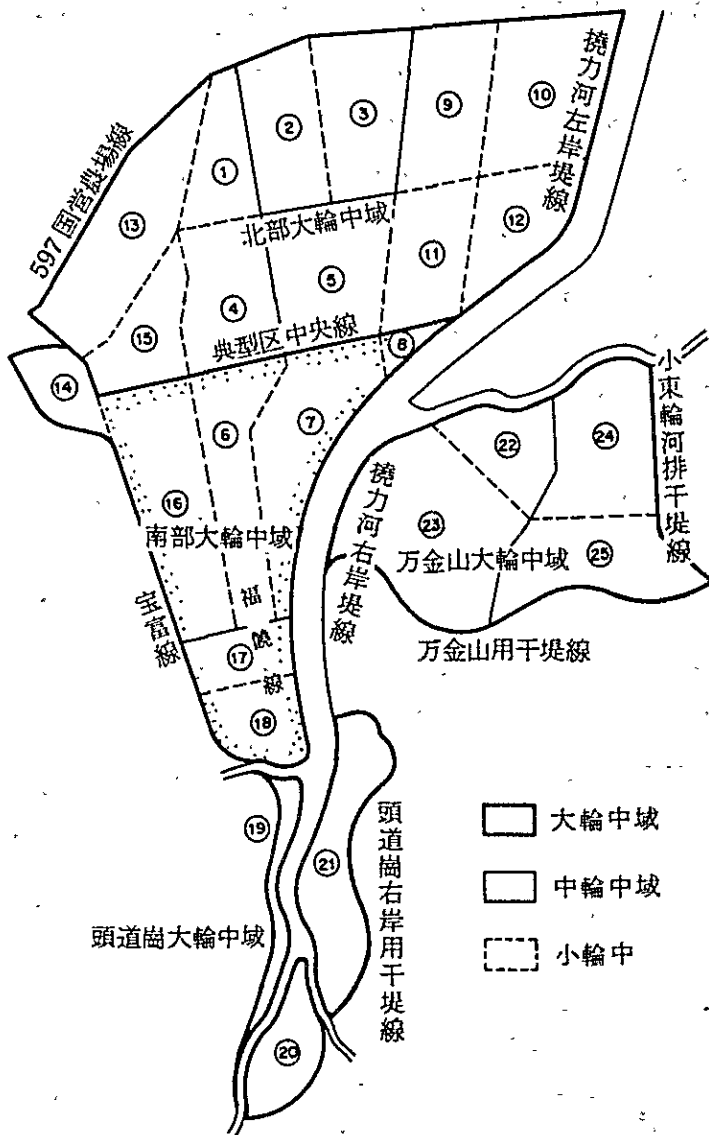 撓力河左岸堤線
597国営農場線
①
②
③
⑨
⑩
⑬
北部大輪中域
⑫
⑪
⑤
④
⑮
典型区中央線
⑧
⑭
⑥
⑦
⑯
南部大輪中域
宝富線
福饒線
⑰
⑱
撓力河右岸堤線
小東輪河排干堤線
㉒
㉔
㉓
㉕
万金山大輪中域
万金山用干堤線
⑲
㉑
頭道崗大輪中域
頭道崗右岸用干堤線
⑳
大輪中域
中輪中域
小輪中